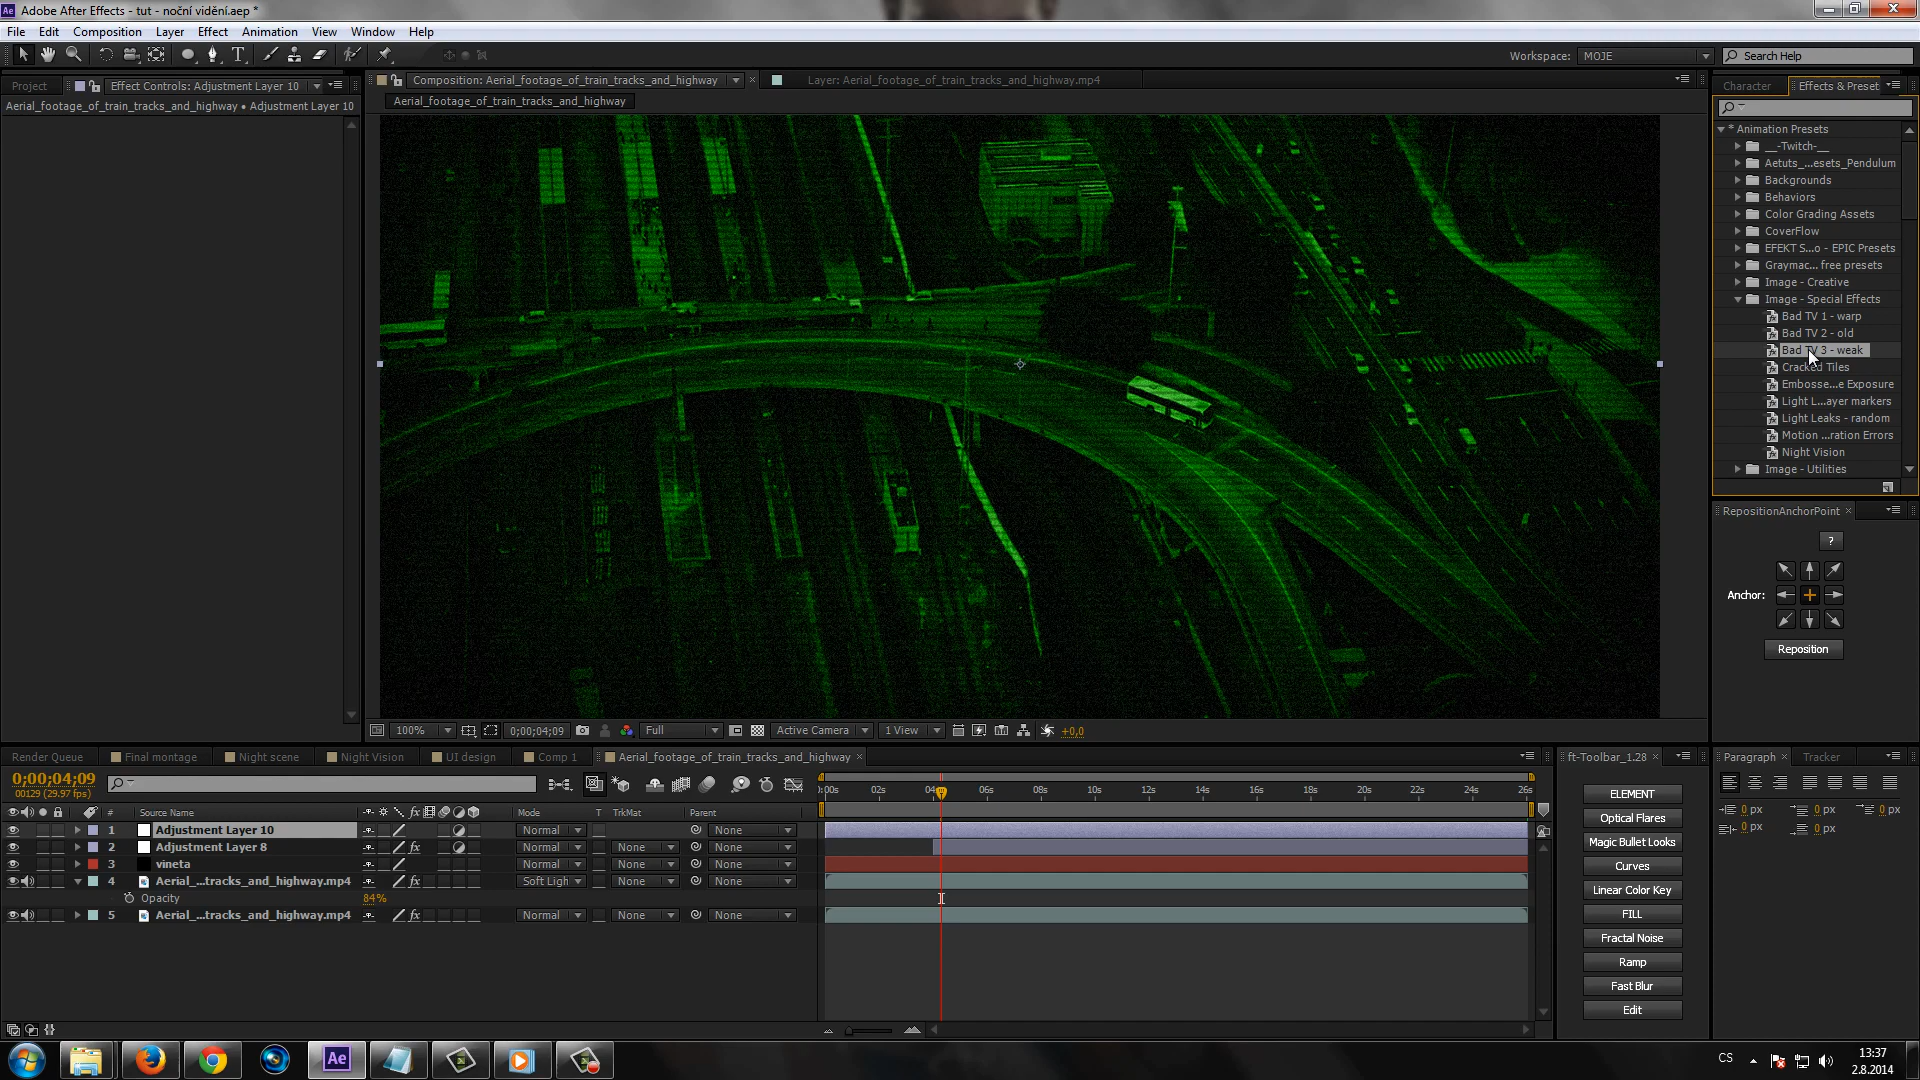 Adobe After Effects - tut - noční vidění.aep *
File Edit Composition Layer Effect Animation View Window Help
Workspace: MOJE Search Help
Project Effect Controls: Adjustment Layer 10
Composition: Aerial_footage_of_train_tracks_and_highway
Layer: Aerial_footage_of_train_tracks_and_highway.mp4
Character Effects & Preset
Aerial_footage_of_train_tracks_and_highway • Adjustment Layer 10
Aerial_footage_of_train_tracks_and_highway
* Animation Presets
__-Twitch-__
Aetuts_...esets_Pendulum
Backgrounds
Behaviors
Color Grading Assets
CoverFlow
EFEKT S...o - EPIC Presets
Graymac... free presets
Image - Creative
Image - Special Effects
Bad TV 1 - warp
Bad TV 2 - old
Bad TV 3 - weak
Cracked Tiles
Embosse...e Exposure
Light L...ayer markers
Light Leaks - random
Motion ...ration Errors
Night Vision
Image - Utilities
RepositionAnchorPoint
?
Anchor:
Reposition
100% 0;00;04;09 Full Active Camera 1 View +0,0
Render Queue Final montage Night scene Night Vision UI design Comp 1 Aerial_footage_of_train_tracks_and_highway
ft-Toolbar_1.28
Paragraph Tracker
0;00;04;09
00129 (29.97 fps)
):00s 02s 04 06s 08s 10s 12s 14s 16s 18s 20s 22s 24s 26s
# Source Name Mode T TrkMat Parent
1 Adjustment Layer 10 Normal None
2 Adjustment Layer 8 fx Normal None None
3 vineta Normal None None
4 Aerial_...tracks_and_highway.mp4 fx Soft Ligh None None
Opacity 84%
5 Aerial_...tracks_and_highway.mp4 fx Normal None None
ELEMENT
Optical Flares
Magic Bullet Looks
Curves
Linear Color Key
FILL
Fractal Noise
Ramp
Fast Blur
Edit
0 px 0 px 0 px
0 px 0 px
Ae
CS
13:37
2.8.2014